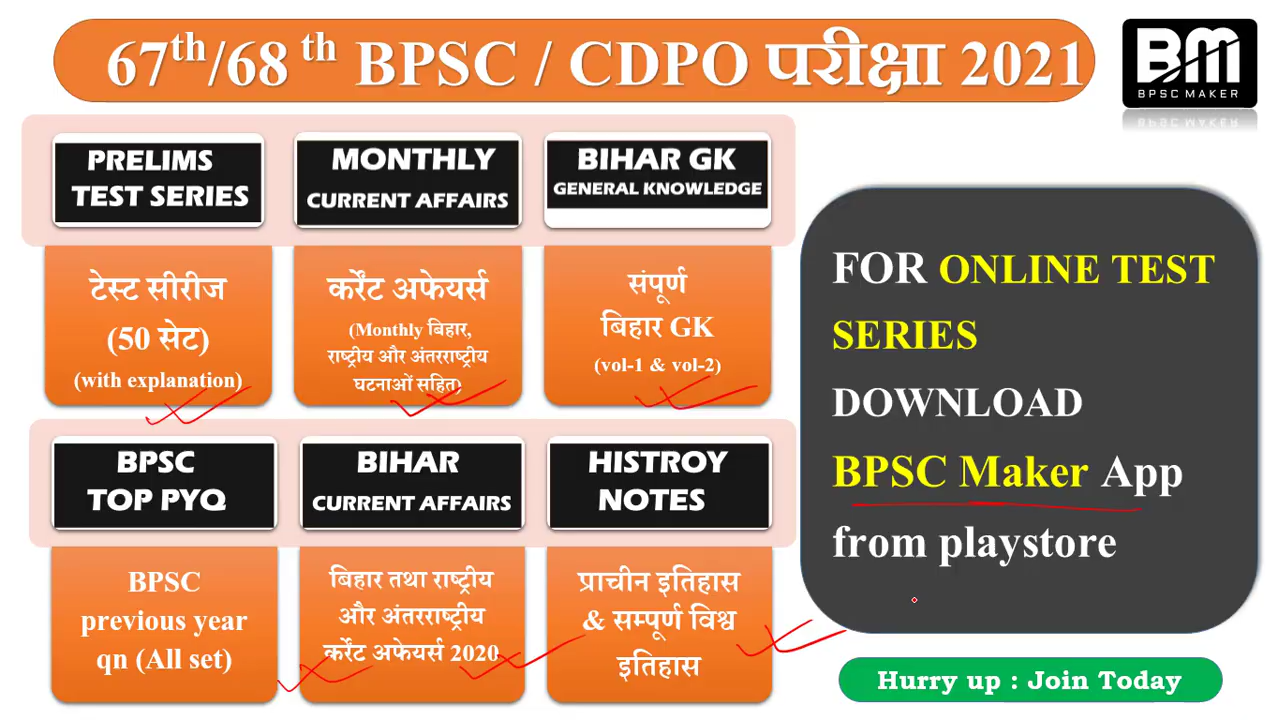 67th/68 th BPSC / CDPO परीक्षा 2021
BM
BPSC MAKER
PRELIMS
TEST SERIES
टेस्ट सीरीज
(50 सेट)
(with explanation)
MONTHLY
CURRENT AFFAIRS
करेंट अफेयर्स
(Monthly बिहार,
राष्ट्रीय और अंतरराष्ट्रीय
घटनाओं सहित)
BIHAR GK
GENERAL KNOWLEDGE
संपूर्ण
बिहार GK
(vol-1 & vol-2)
BPSC
TOP PYQ
BPSC
previous year
qn (All set)
BIHAR
CURRENT AFFAIRS
बिहार तथा राष्ट्रीय
और अंतरराष्ट्रीय
करेंट अफेयर्स 2020
HISTROY
NOTES
प्राचीन इतिहास
& सम्पूर्ण विश्व
इतिहास
FOR ONLINE TEST
SERIES
DOWNLOAD
BPSC Maker App
from playstore
Hurry up : Join Today